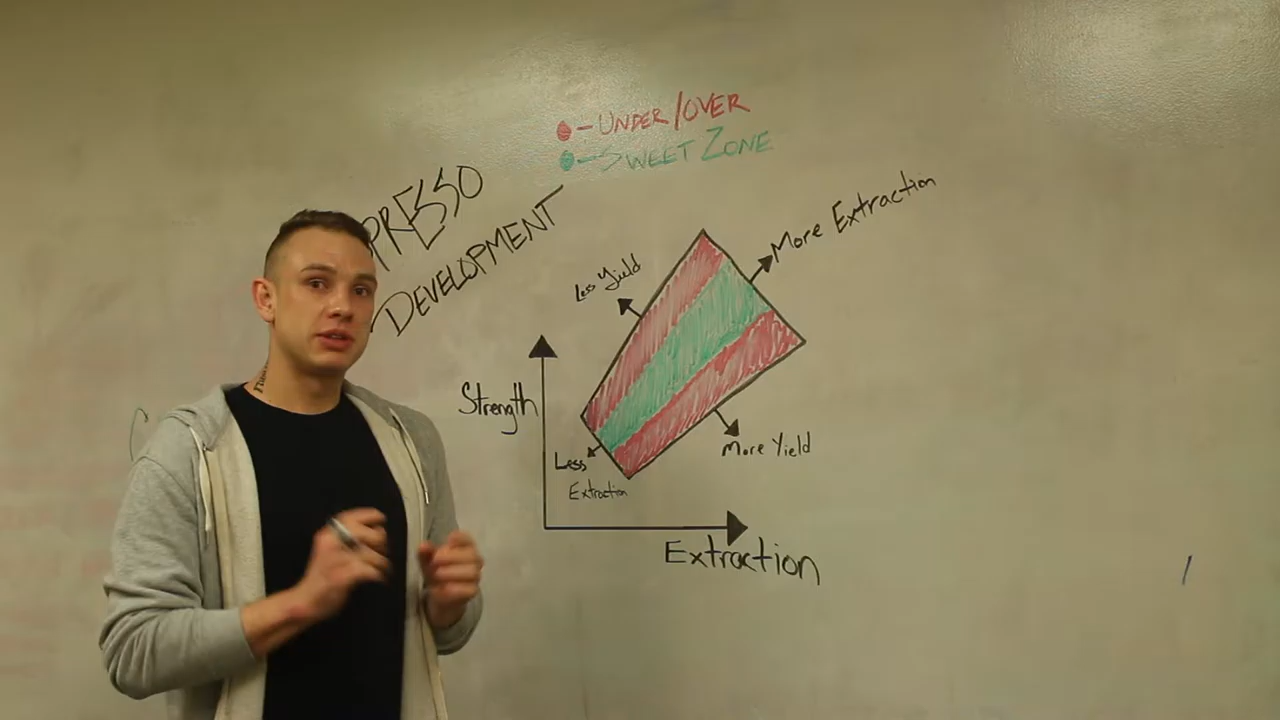 - UNDER/OVER
- SWEET ZONE
PRESSO
DEVELOPMENT
More Extraction
Less Yield
Strength
More Yield
Less
Extraction
Extraction